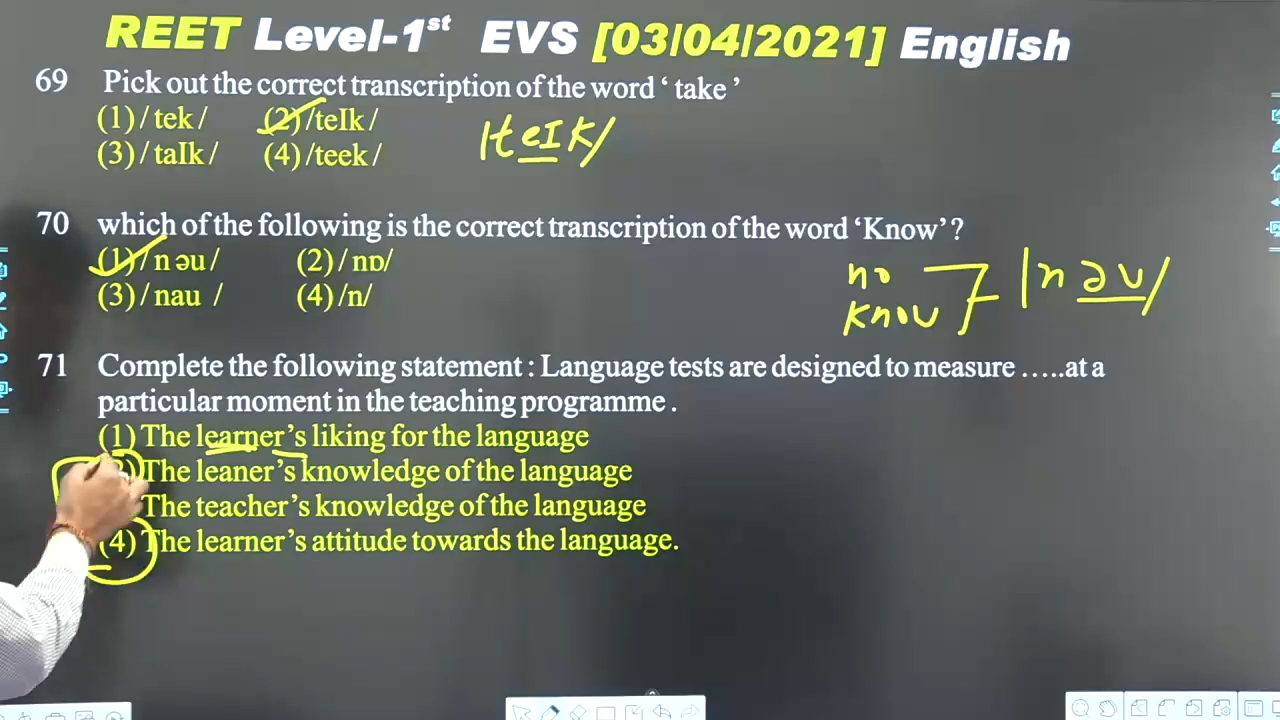 REET Level-1st EVS [03/04/2021] English
69 Pick out the correct transcription of the word ‘ take ’
(1) / tek / (2) /teIk /
/teIk/
(3) / taIk / (4) /teek /
70 which of the following is the correct transcription of the word ‘Know’ ?
(1) / n əu / (2) / nɒ/
no
know
/n əu/
(3) / nau / (4) /n/
71 Complete the following statement : Language tests are designed to measure …..at a
particular moment in the teaching programme .
(1) The learner’s liking for the language
The leaner’s knowledge of the language
The teacher’s knowledge of the language
(4) The learner’s attitude towards the language.